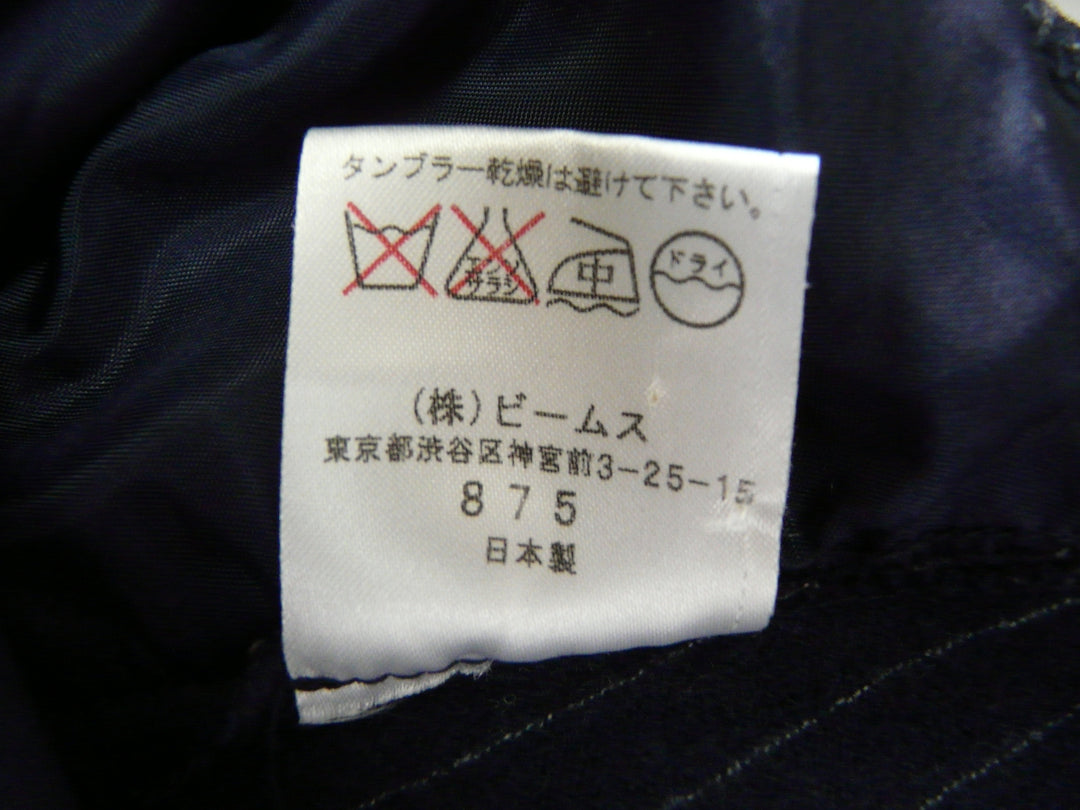 タンブラー乾燥は避けて下さい。
エンソ サラシ 中 ドライ
(株)ビームス
東京都渋谷区神宮前3-25-15
875
日本製